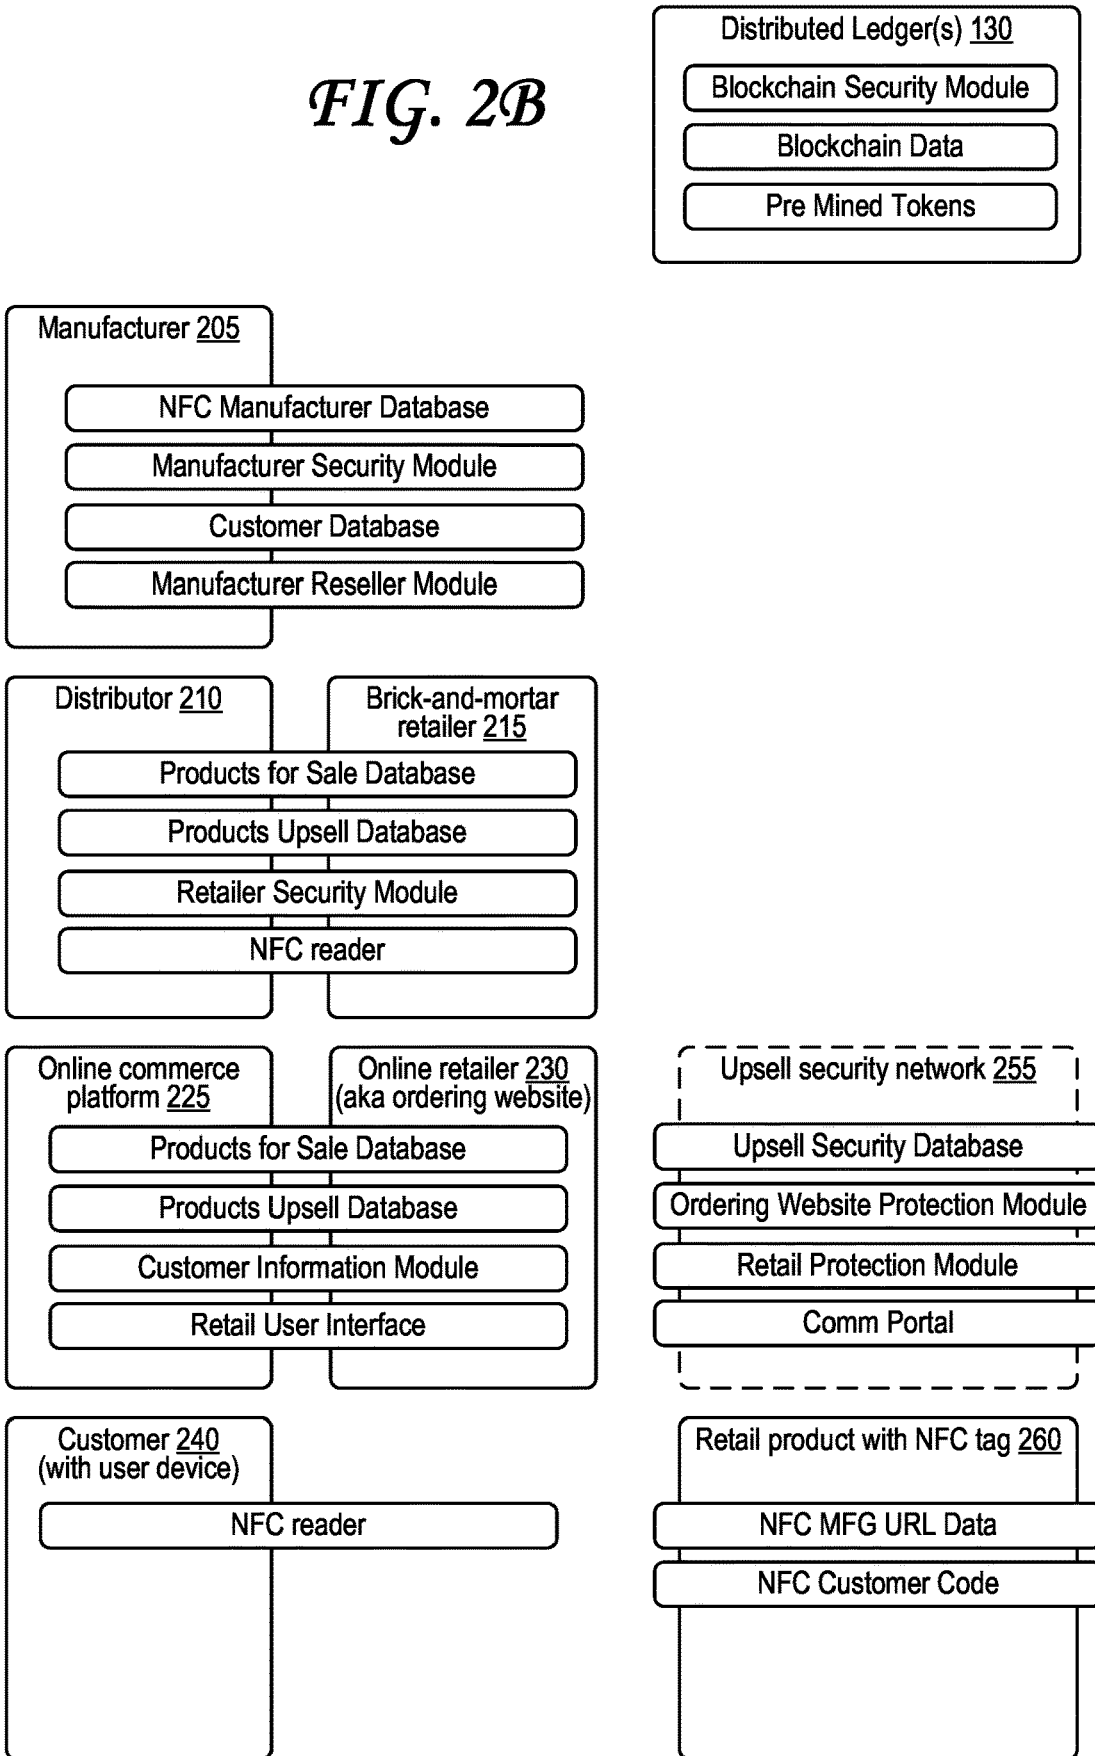 FIG. 2B
Distributed Ledger(s) 130
Blockchain Security Module
Blockchain Data
Pre Mined Tokens
Manufacturer 205
NFC Manufacturer Database
Manufacturer Security Module
Customer Database
Manufacturer Reseller Module
Distributor 210
Brick-and-mortar
retailer 215
Products for Sale Database
Products Upsell Database
Retailer Security Module
NFC reader
Online commerce
platform 225
Online retailer 230
(aka ordering website)
Products for Sale Database
Products Upsell Database
Customer Information Module
Retail User Interface
Upsell security network 255
Upsell Security Database
Ordering Website Protection Module
Retail Protection Module
Comm Portal
Customer 240
(with user device)
NFC reader
Retail product with NFC tag 260
NFC MFG URL Data
NFC Customer Code